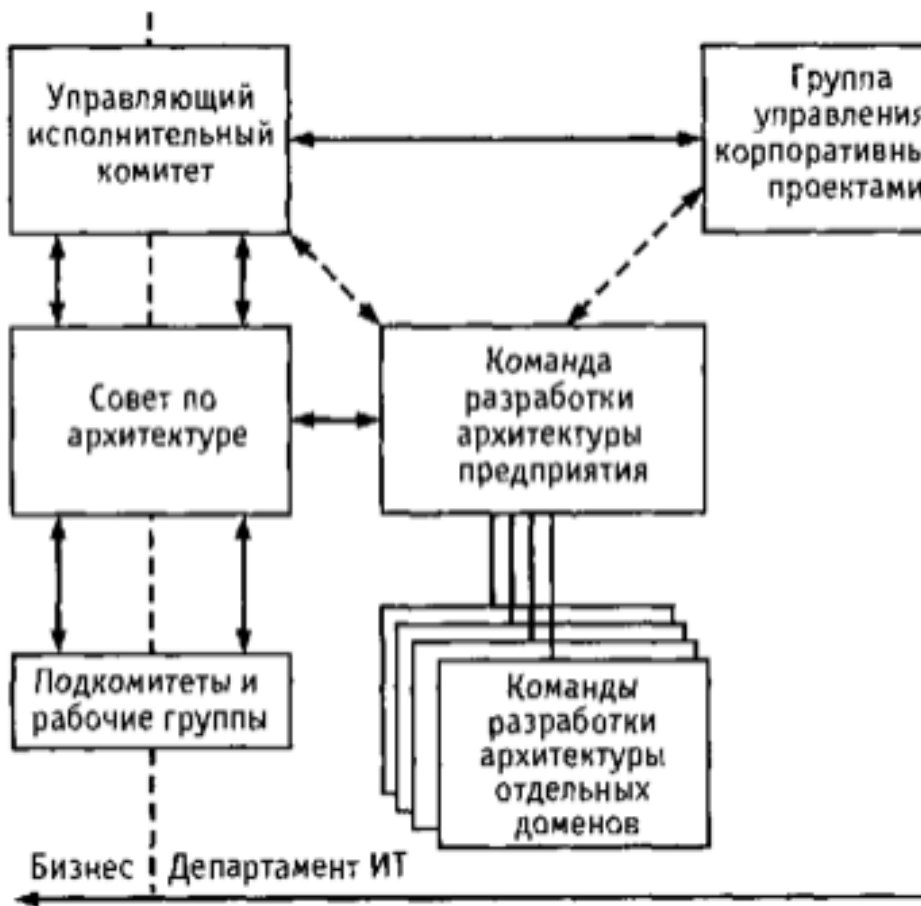 Управляющий
исполнительный
комитет
Группа
управления
корпоративны
проектами
Совет по
архитектуре
Команда
разработки
архитектуры
предприятия
Подкомитеты и
рабочие группы
Команды
разработки
архитектуры
отдельных
доменов
Бизнес Департамент ИТ